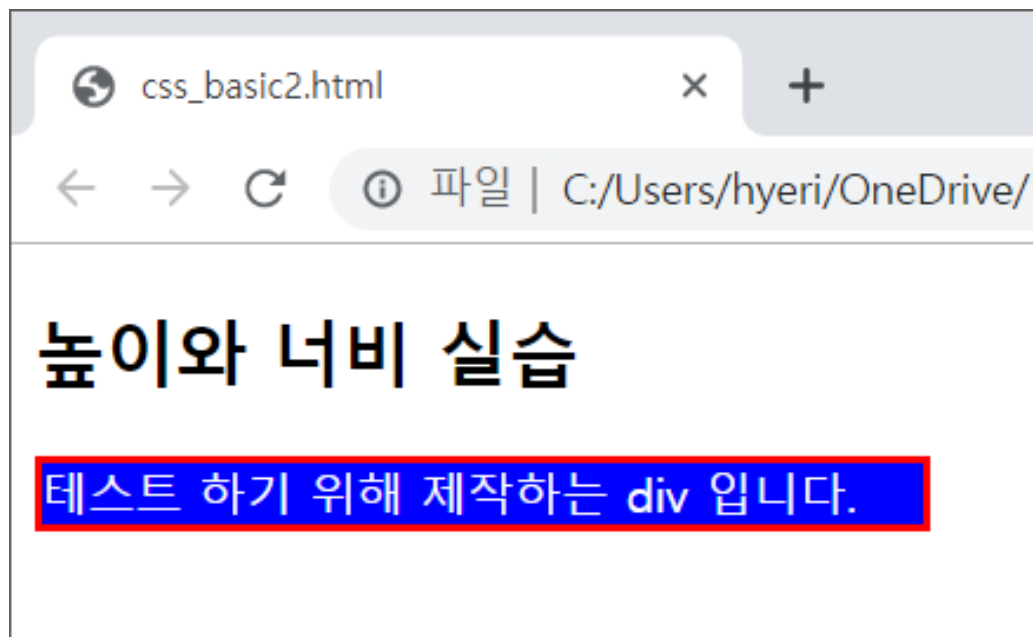 css_basic2.html
파일 | C:/Users/hyeri/OneDrive/
높이와 너비 실습
테스트 하기 위해 제작하는 div 입니다.